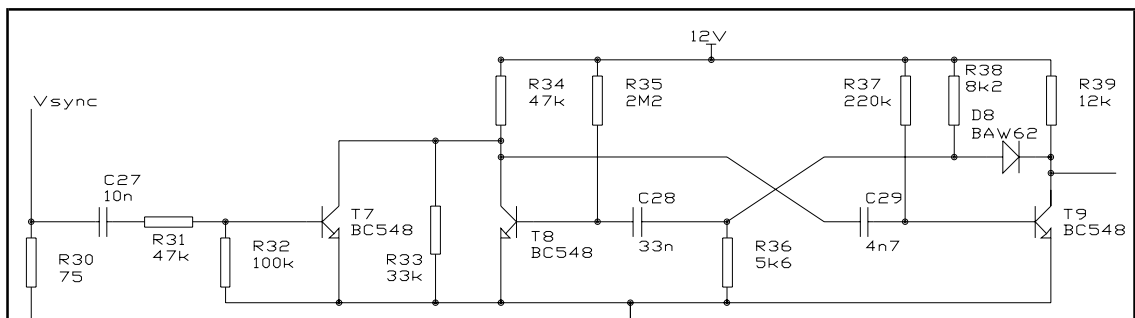 12V
Vsync
R34
47k
R35
2M2
R37
220k
R38
8k2
R39
12k
D8
BAW62
C27
10n
R31
47k
R30
75
R32
100k
T7
BC548
R33
33k
T8
BC548
C28
33n
R36
5k6
C29
4n7
T9
BC548